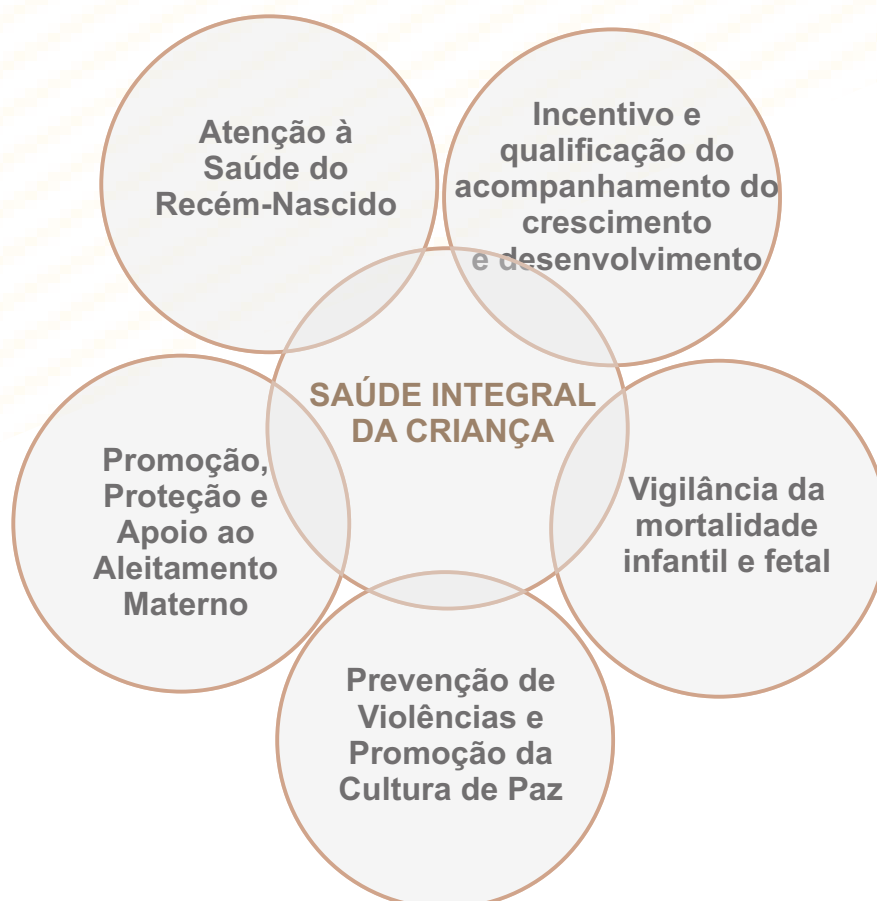 Atenção à
Saúde do
Recém-Nascido
Incentivo e
qualificação do
acompanhamento do
crescimento
e desenvolvimento
SAÚDE INTEGRAL
DA CRIANÇA
Promoção,
Proteção e
Apoio ao
Aleitamento
Materno
Vigilância da
mortalidade
infantil e fetal
Prevenção de
Violências e
Promoção da
Cultura de Paz